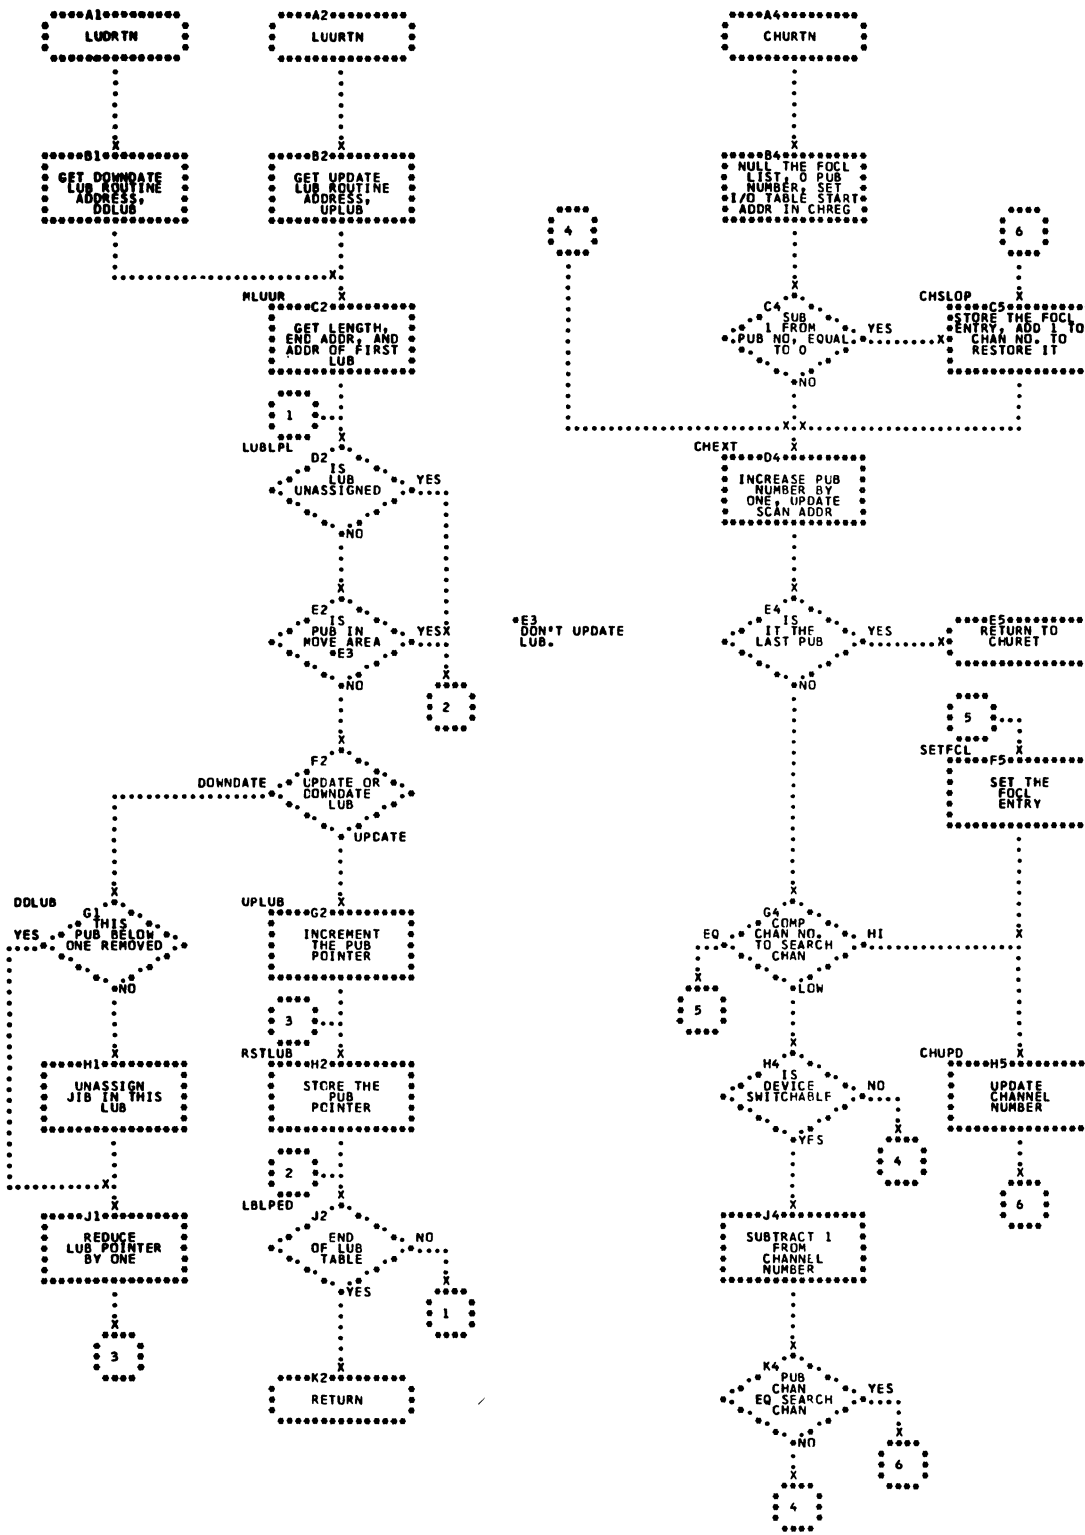 A1
LUDRTN
A2
LUURTN
A4
CHURTN
B1
GET DOWNDATE
LUB ROUTINE
ADDRESS,
DDLUB
B2
GET UPDATE
LUB ROUTINE
ADDRESS,
UPLUB
B4
NULL THE FOCL
LIST, 0 PUB
NUMBER, SET
I/O TABLE START
ADDR IN CHREG
4
6
MLUUR
C2
GET LENGTH,
END ADDR, AND
ADDR OF FIRST
LUB
C4
SUB
1 FROM
PUB NO, EQUAL
TO 0
YES
NO
CHSLOP
C5
STORE THE FOCL
ENTRY, ADD 1 TO
CHAN NO. TO
RESTORE IT
1
LUBLPL
D2
IS
LUB
UNASSIGNED
YES
NO
CHEXT
D4
INCREASE PUB
NUMBER BY
ONE, UPDATE
SCAN ADDR
E2
IS
PUB IN
MOVE AREA
*E3
YES
NO
2
*E3
DON'T UPDATE
LUB.
E4
IS
IT THE
LAST PUB
YES
NO
E5
RETURN TO
CHURET
5
SETFCL
F5
SET THE
FOCL
ENTRY
F2
UPDATE OR
DOWNDATE
LUB
DOWNDATE
UPDATE
DDLUB
G1
THIS
PUB BELOW
ONE REMOVED
YES
NO
UPLUB
G2
INCREMENT
THE PUB
POINTER
G4
COMP
CHAN NO.
TO SEARCH
CHAN
EQ
HI
LOW
5
3
H1
UNASSIGN
JIB IN THIS
LUB
RSTLUB
H2
STORE THE
PUB
POINTER
H4
IS
DEVICE
SWITCHABLE
NO
YES
4
CHUPD
H5
UPDATE
CHANNEL
NUMBER
6
2
LBLPED
J1
REDUCE
LUB POINTER
BY ONE
J2
END
OF LUB
TABLE
NO
YES
1
J4
SUBTRACT 1
FROM
CHANNEL
NUMBER
3
K2
RETURN
K4
PUB
CHAN
EQ SEARCH
CHAN
YES
NO
6
4